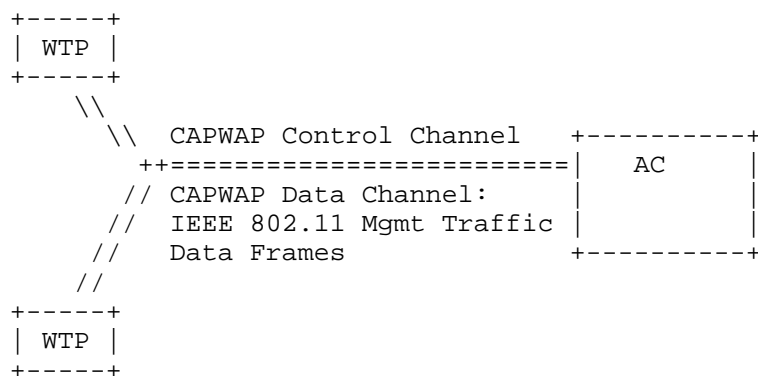 WTP
CAPWAP Control Channel
AC
CAPWAP Data Channel:
IEEE 802.11 Mgmt Traffic
Data Frames
WTP